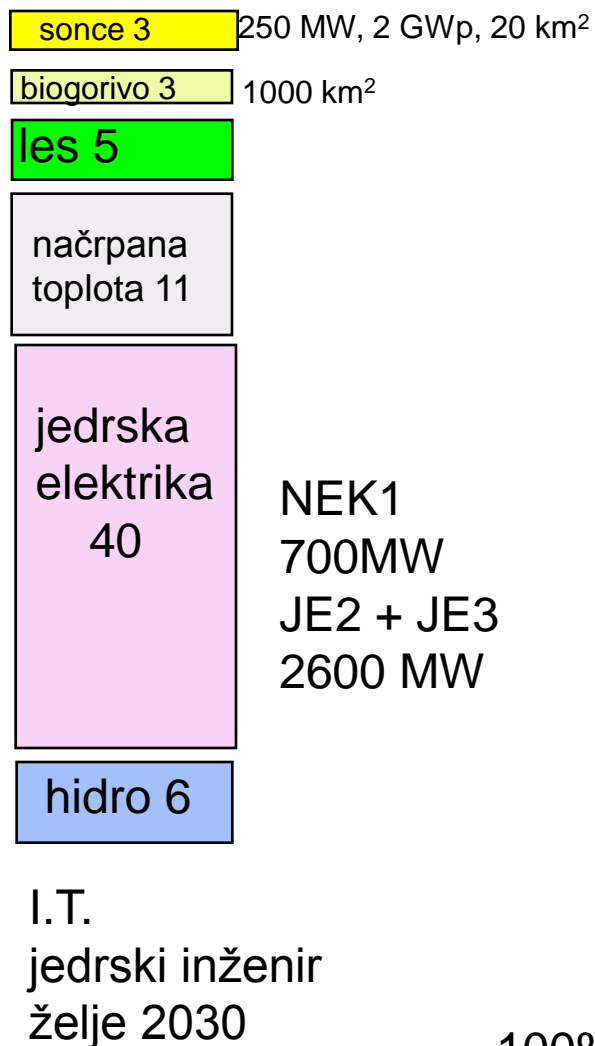 sonce 3 250 MW, 2 GWp, 20 km²
biogorivo 3 1000 km²
les 5
načrpana
toplota 11
jedrska
elektrika
40
NEK1
700MW
JE2 + JE3
2600 MW
hidro 6
I.T.
jedrski inženir
želje 2030